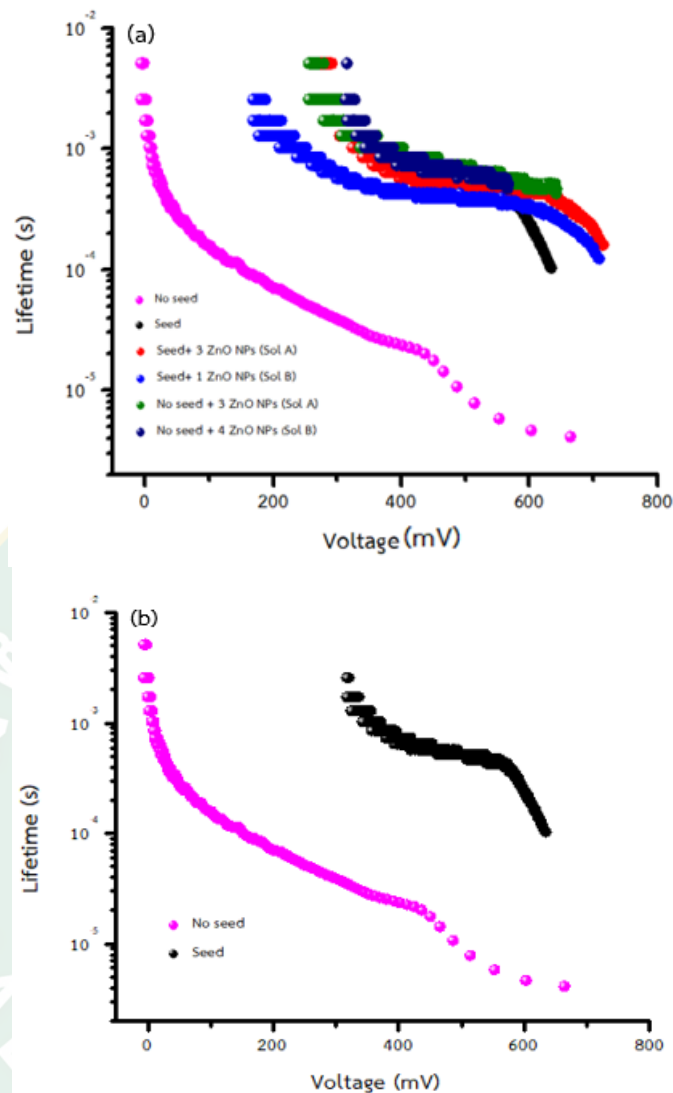 (a)
10⁻²
10⁻³
10⁻⁴
10⁻⁵
Lifetime (s)
No seed
Seed
Seed+ 3 ZnO NPs (Sol A)
Seed+ 1 ZnO NPs (Sol B)
No seed + 3 ZnO NPs (Sol A)
No seed + 4 ZnO NPs (Sol B)
0 200 400 600 800
Voltage (mV)
(b)
10⁻²
10⁻³
10⁻⁴
10⁻⁵
Lifetime (s)
No seed
Seed
0 200 400 600 800
Voltage (mV)